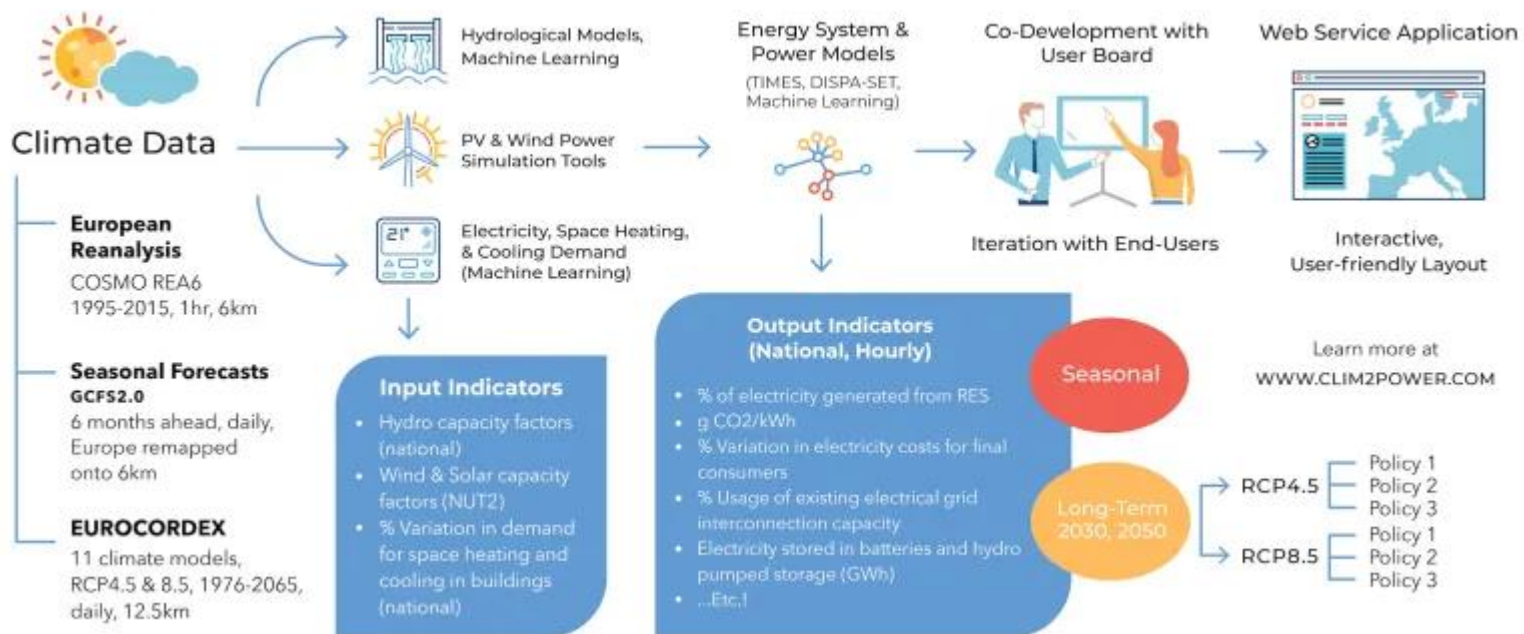 Climate Data
European
Reanalysis
COSMO REA6
1995-2015, 1hr, 6km
Seasonal Forecasts
GCFS2.0
6 months ahead, daily,
Europe remapped
onto 6km
EUROCORDEX
11 climate models,
RCP4.5 & 8.5, 1976-2065,
daily, 12.5km
Hydrological Models,
Machine Learning
PV & Wind Power
Simulation Tools
21°
Electricity, Space Heating,
& Cooling Demand
(Machine Learning)
Input Indicators
• Hydro capacity factors
(national)
• Wind & Solar capacity
factors (NUT2)
• % Variation in demand
for space heating and
cooling in buildings
(national)
Energy System &
Power Models
(TIMES, DISPA-SET,
Machine Learning)
Output Indicators
(National, Hourly)
• % of electricity generated from RES
• g CO2/kWh
• % Variation in electricity costs for final
consumers
• % Usage of existing electrical grid
interconnection capacity
• Electricity stored in batteries and hydro
pumped storage (GWh)
• ...Etc.!
Co-Development with
User Board
Iteration with End-Users
Web Service Application
Interactive,
User-friendly Layout
Learn more at
WWW.CLIM2POWER.COM
Seasonal
Long-Term
2030, 2050
RCP4.5
Policy 1
Policy 2
Policy 3
RCP8.5
Policy 1
Policy 2
Policy 3